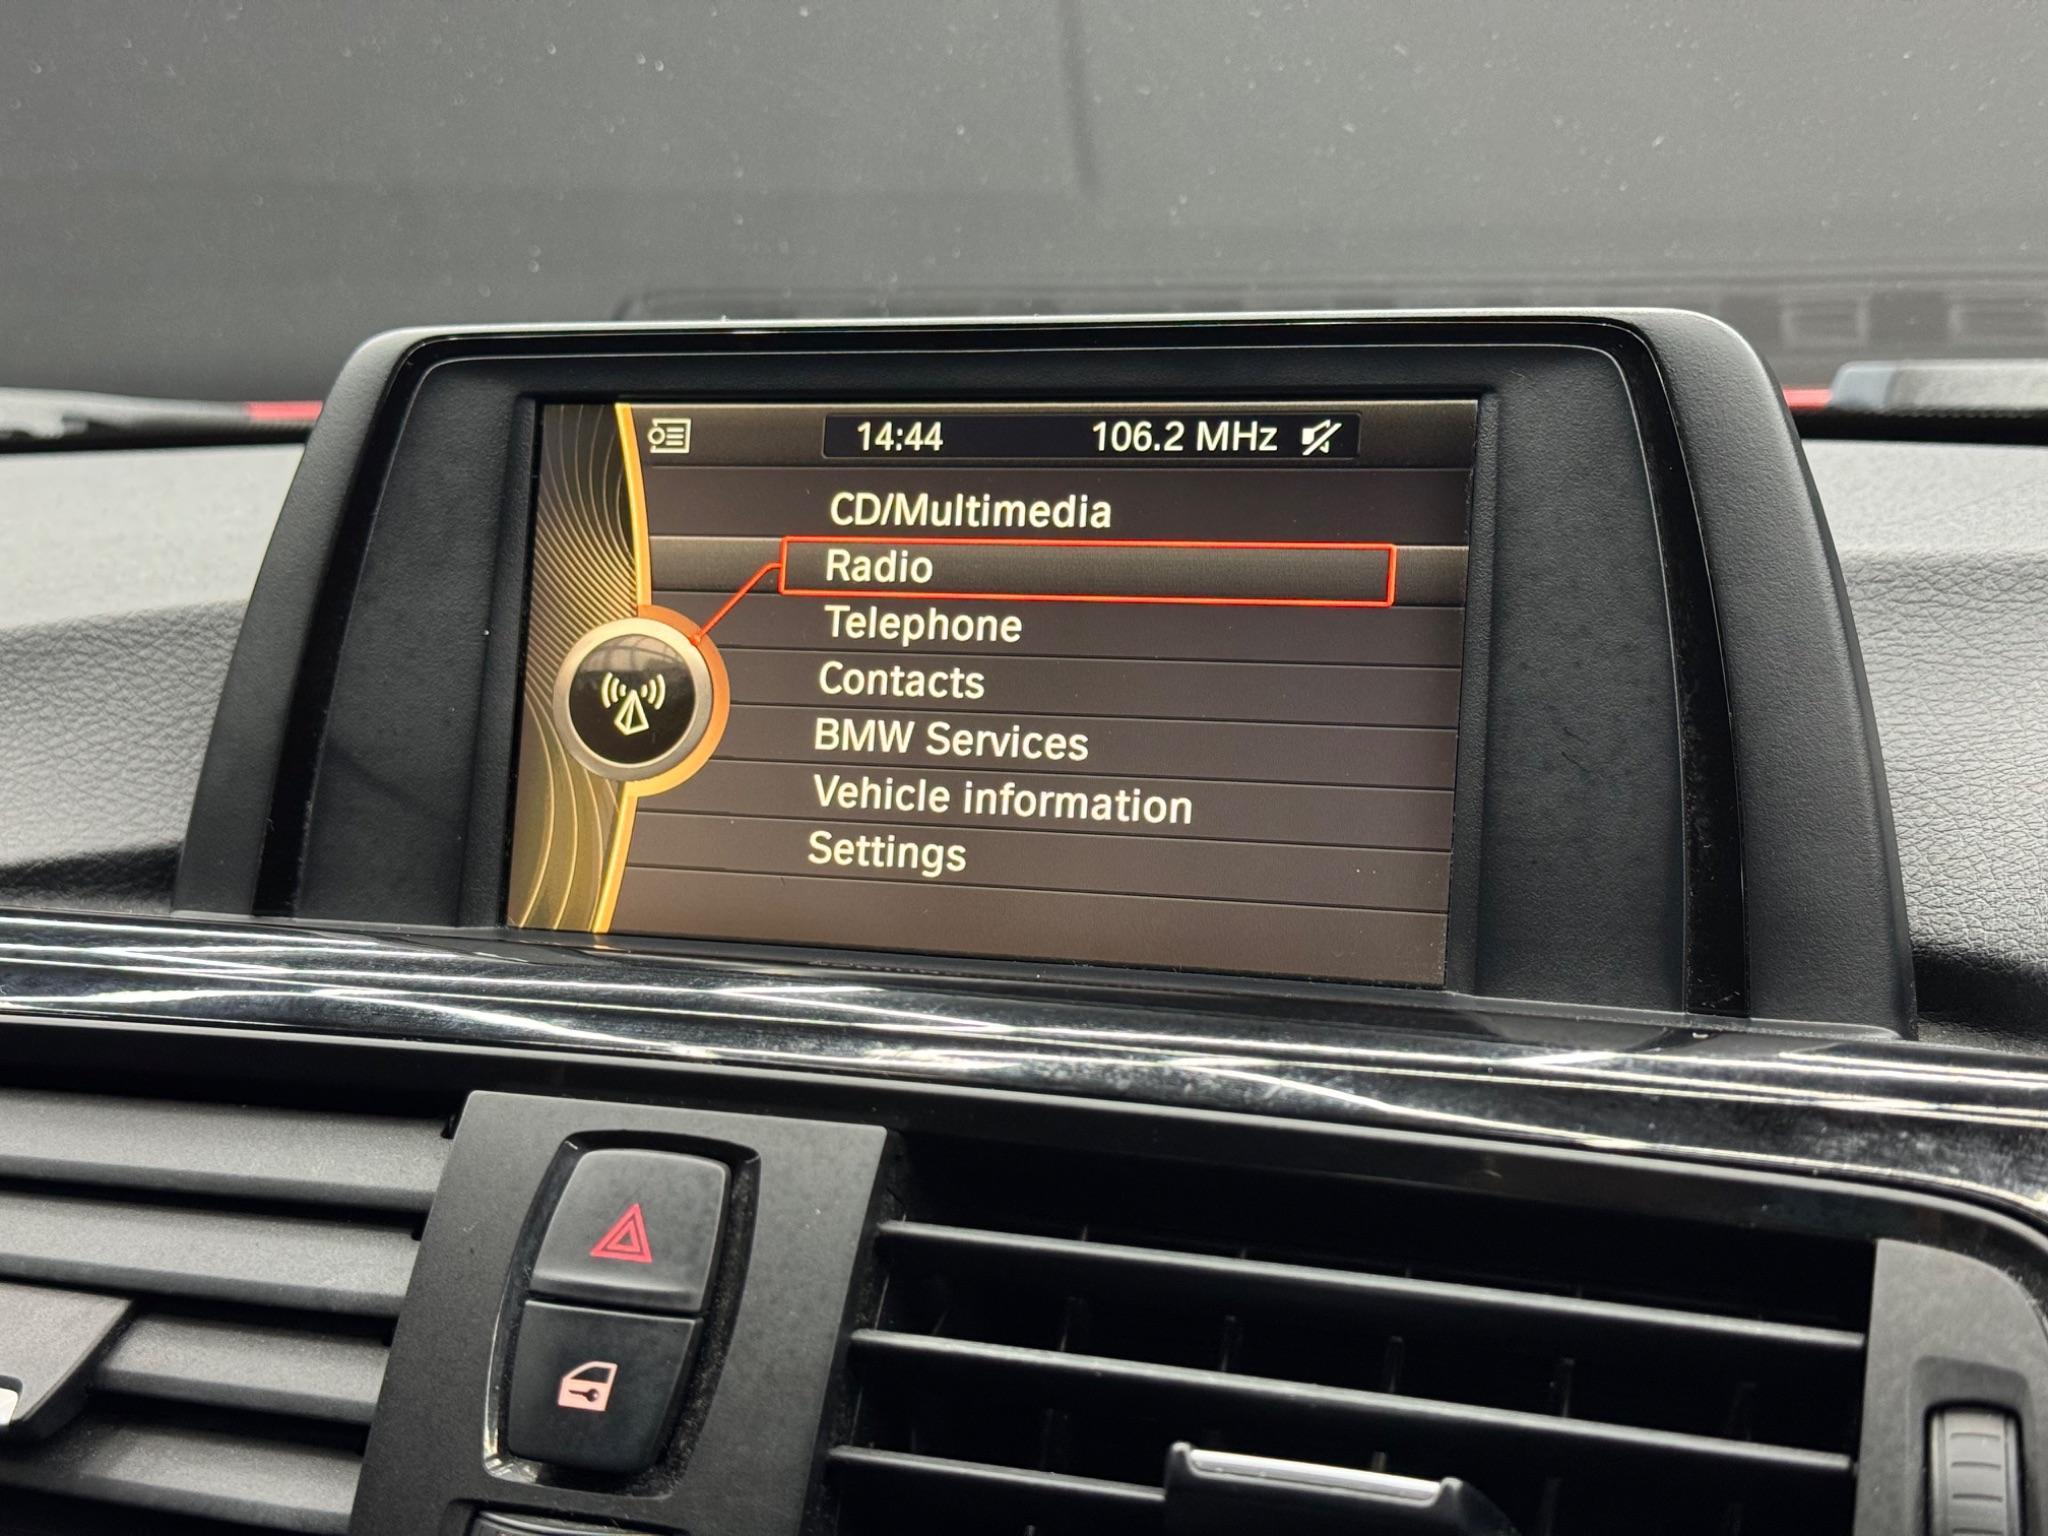 14:44 106.2 MHz
CD/Multimedia
Radio
Telephone
Contacts
BMW Services
Vehicle information
Settings